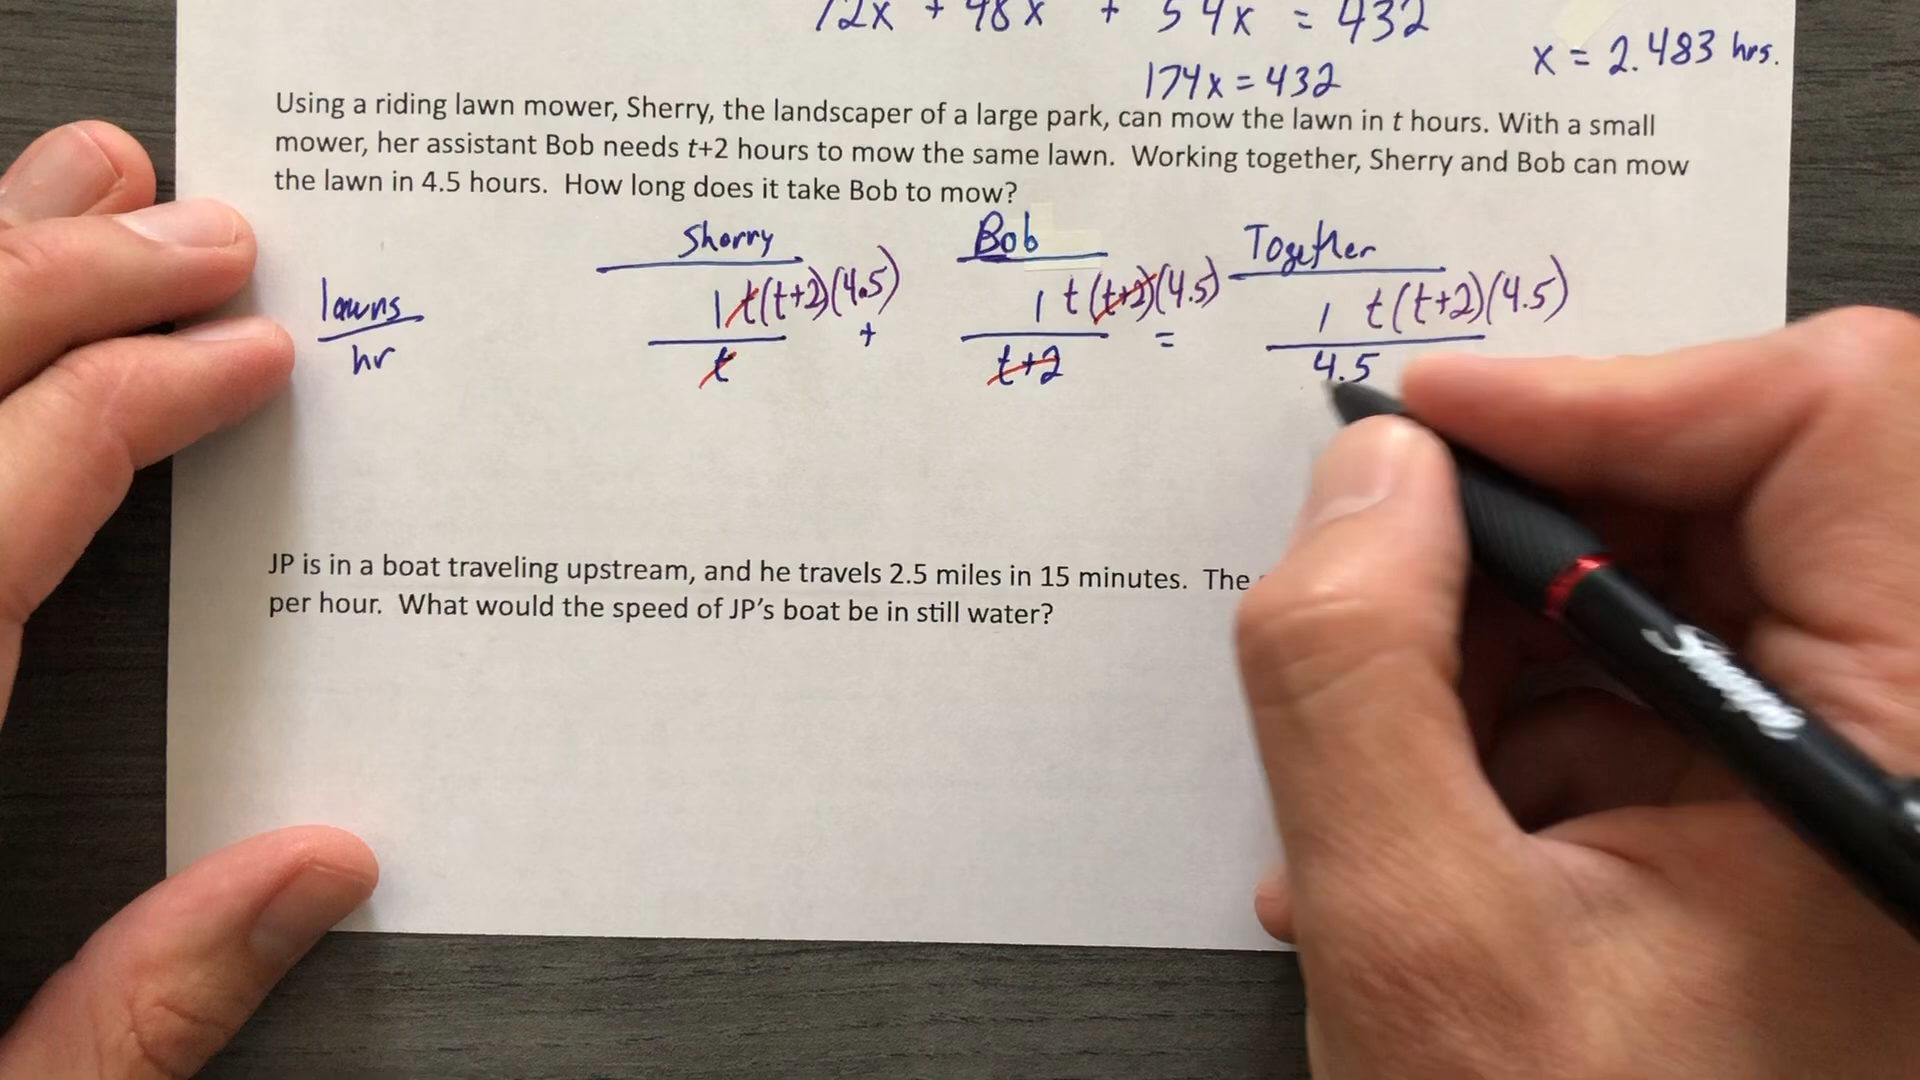 72x + 48x + 54x = 432
x = 2.483 hrs.
174x = 432
Using a riding lawn mower, Sherry, the landscaper of a large park, can mow the lawn in t hours. With a small
mower, her assistant Bob needs t+2 hours to mow the same lawn. Working together, Sherry and Bob can mow
the lawn in 4.5 hours. How long does it take Bob to mow?
Sherry Bob Together
lawns 1 t(t+2)(4.5) 1 t(t+2)(4.5) 1 t(t+2)(4.5)
+ =
hr t t+2 4.5
JP is in a boat traveling upstream, and he travels 2.5 miles in 15 minutes. The
per hour. What would the speed of JP's boat be in still water?